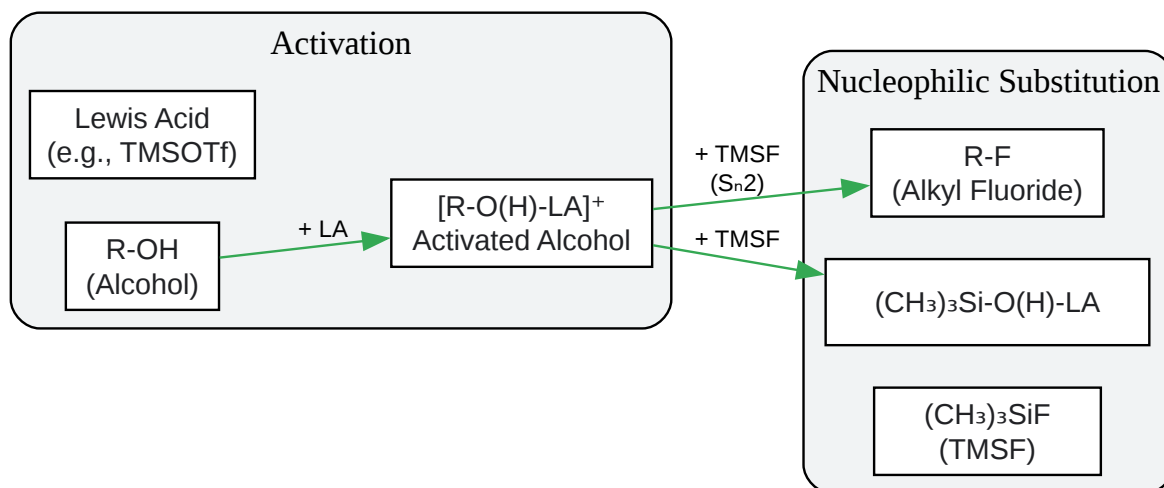 Activation
Lewis Acid
(e.g., TMSOTf)
R-OH
(Alcohol)
+ LA
[R-O(H)-LA]⁺
Activated Alcohol
+ TMSF
(Sₙ2)
+ TMSF
Nucleophilic Substitution
R-F
(Alkyl Fluoride)
(CH₃)₃Si-O(H)-LA
(CH₃)₃SiF
(TMSF)